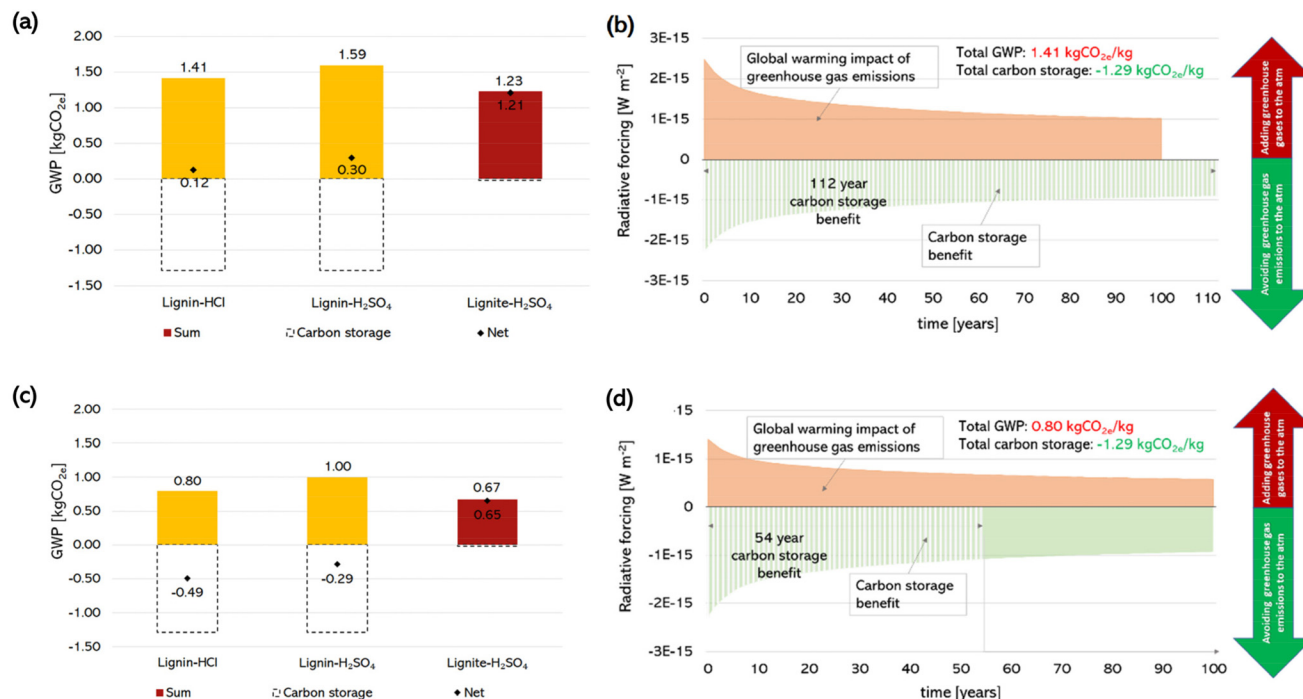 (a)
2.00
1.50
1.00
0.50
0.00
-0.50
-1.00
-1.50
GWP [kgCO₂ₑ]
1.41
0.12
1.59
0.30
1.23
1.21
Lignin-HCl
Lignin-H₂SO₄
Lignite-H₂SO₄
Sum
Carbon storage
Net
(b)
3E-15
2E-15
1E-15
0
-1E-15
-2E-15
-3E-15
Radiative forcing [W m⁻²]
Global warming impact of
greenhouse gas emissions
Total GWP: 1.41 kgCO₂ₑ/kg
Total carbon storage: -1.29 kgCO₂ₑ/kg
112 year
carbon storage
benefit
Carbon storage
benefit
0 10 20 30 40 50 60 70 80 90 100 110
time [years]
Adding greenhouse
gases to the atm
Avoiding greenhouse gas
emissions to the atm
(c)
2.00
1.50
1.00
0.50
0.00
-0.50
-1.00
-1.50
GWP [kgCO₂ₑ]
0.80
-0.49
1.00
-0.29
0.67
0.65
Lignin-HCl
Lignin-H₂SO₄
Lignite-H₂SO₄
Sum
Carbon storage
Net
(d)
·15
·15
1E-15
0
-1E-15
-2E-15
-3E-15
Radiative forcing [W m⁻²]
Global warming impact of
greenhouse gas emissions
Total GWP: 0.80 kgCO₂ₑ/kg
Total carbon storage: -1.29 kgCO₂ₑ/kg
54 year
carbon storage
benefit
Carbon storage
benefit
0 10 20 30 40 50 60 70 80 90 100
time [years]
Adding greenhouse
gases to the atm
Avoiding greenhouse gas
emissions to the atm